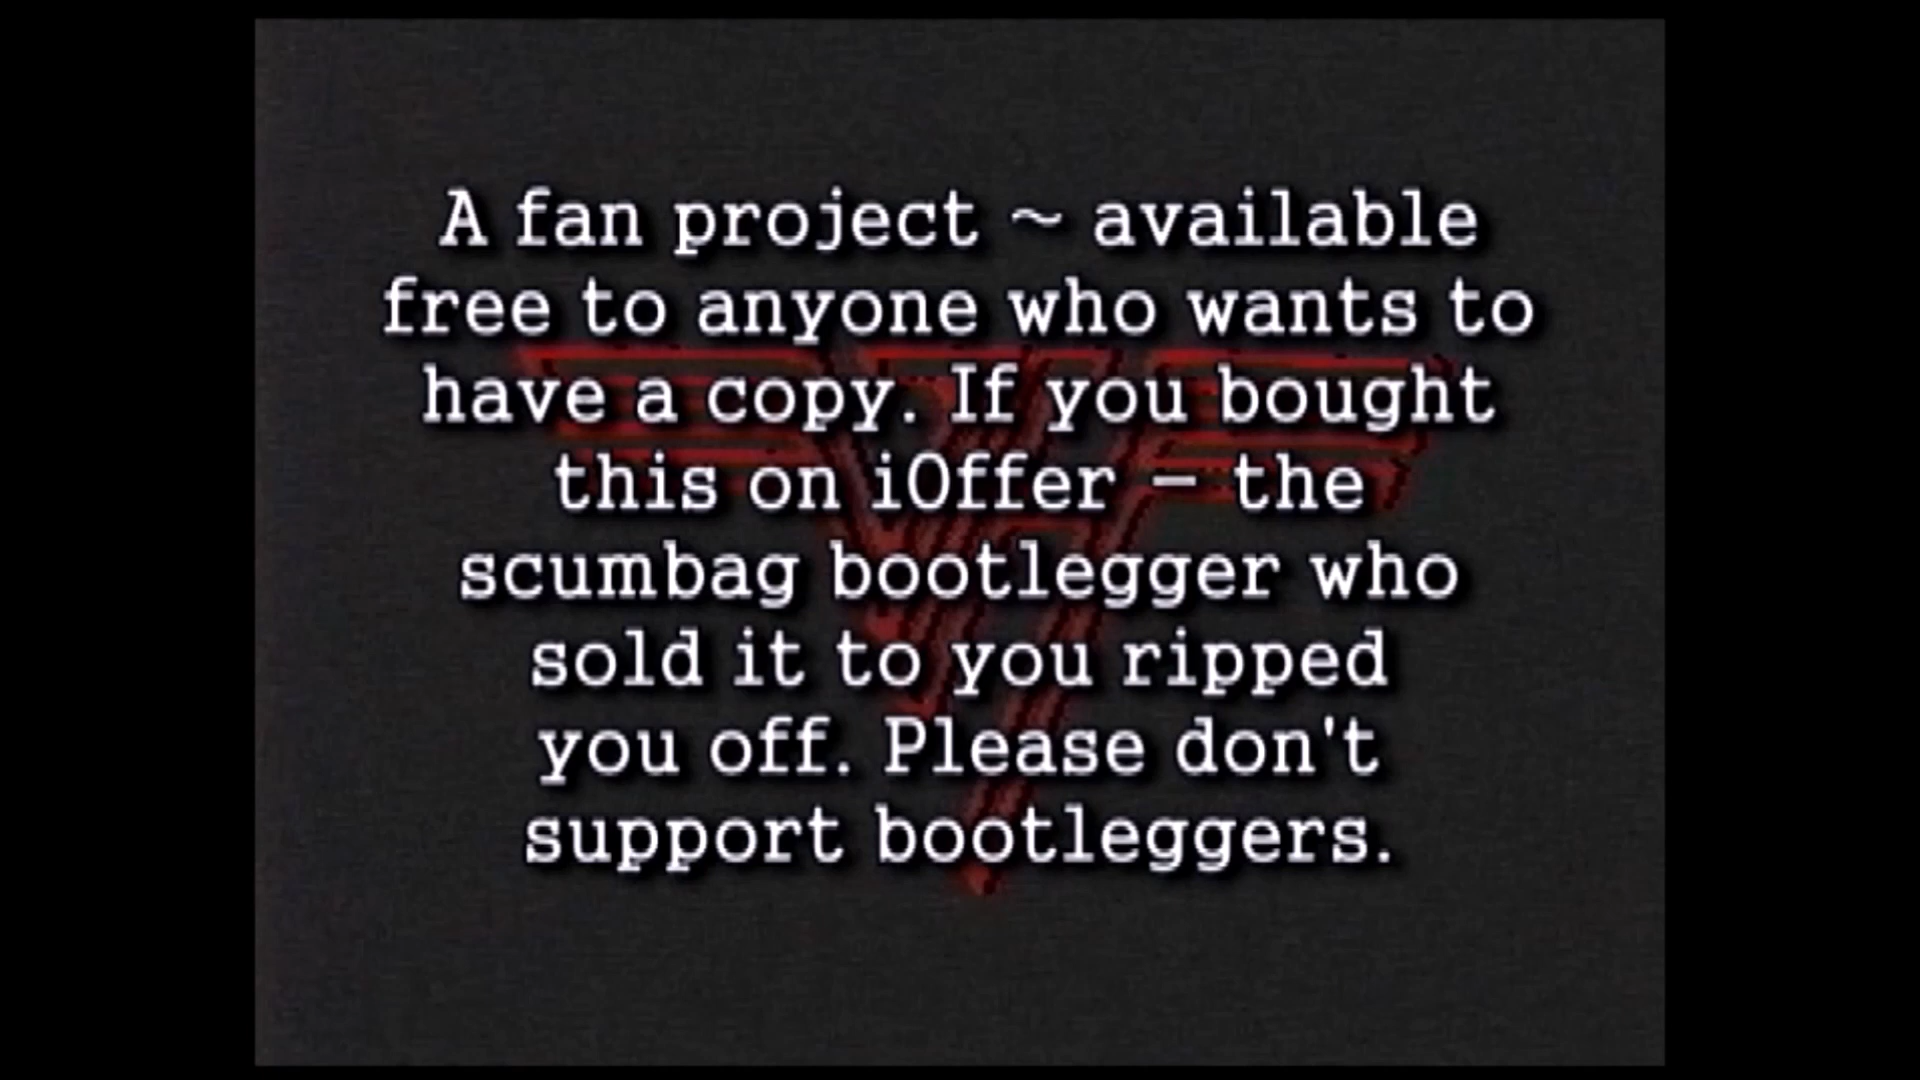 A fan project ~ available
free to anyone who wants to
have a copy. If you bought
this on iOffer - the
scumbag bootlegger who
sold it to you ripped
you off. Please don't
support bootleggers.